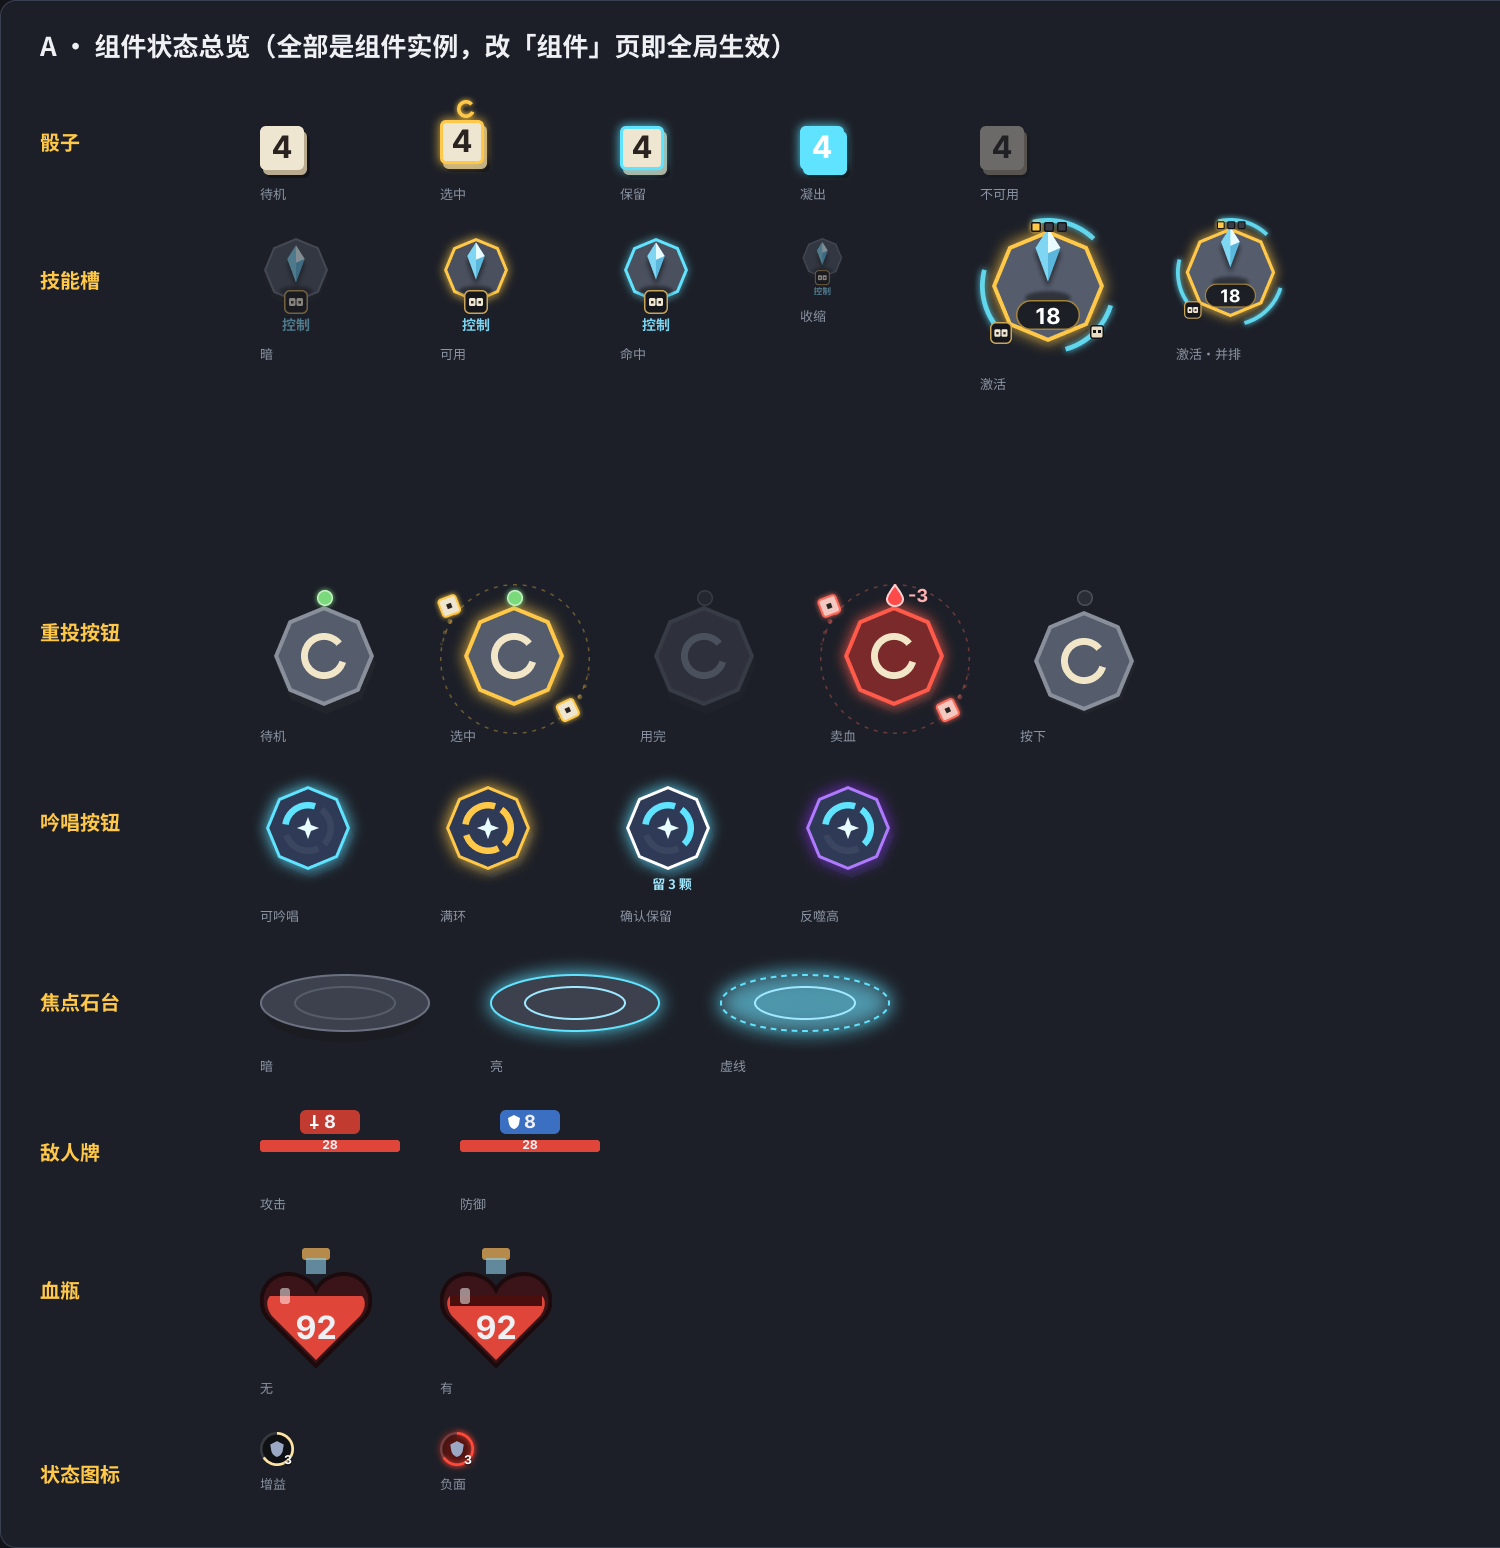 A · 组件状态总览（全部是组件实例，改「组件」页即全局生效）
骰子
4 4 4 4 4
待机 选中 保留 凝出 不可用
技能槽
18 18
控制 控制 控制 控制
暗 可用 命中 收缩 激活 激活·并排
重投按钮
-3
待机 选中 用完 卖血 按下
吟唱按钮
留 3 颗
可吟唱 满环 确认保留 反噬高
焦点石台
暗 亮 虚线
敌人牌
8 8
28 28
攻击 防御
血瓶
92 92
无 有
状态图标
3 3
增益 负面